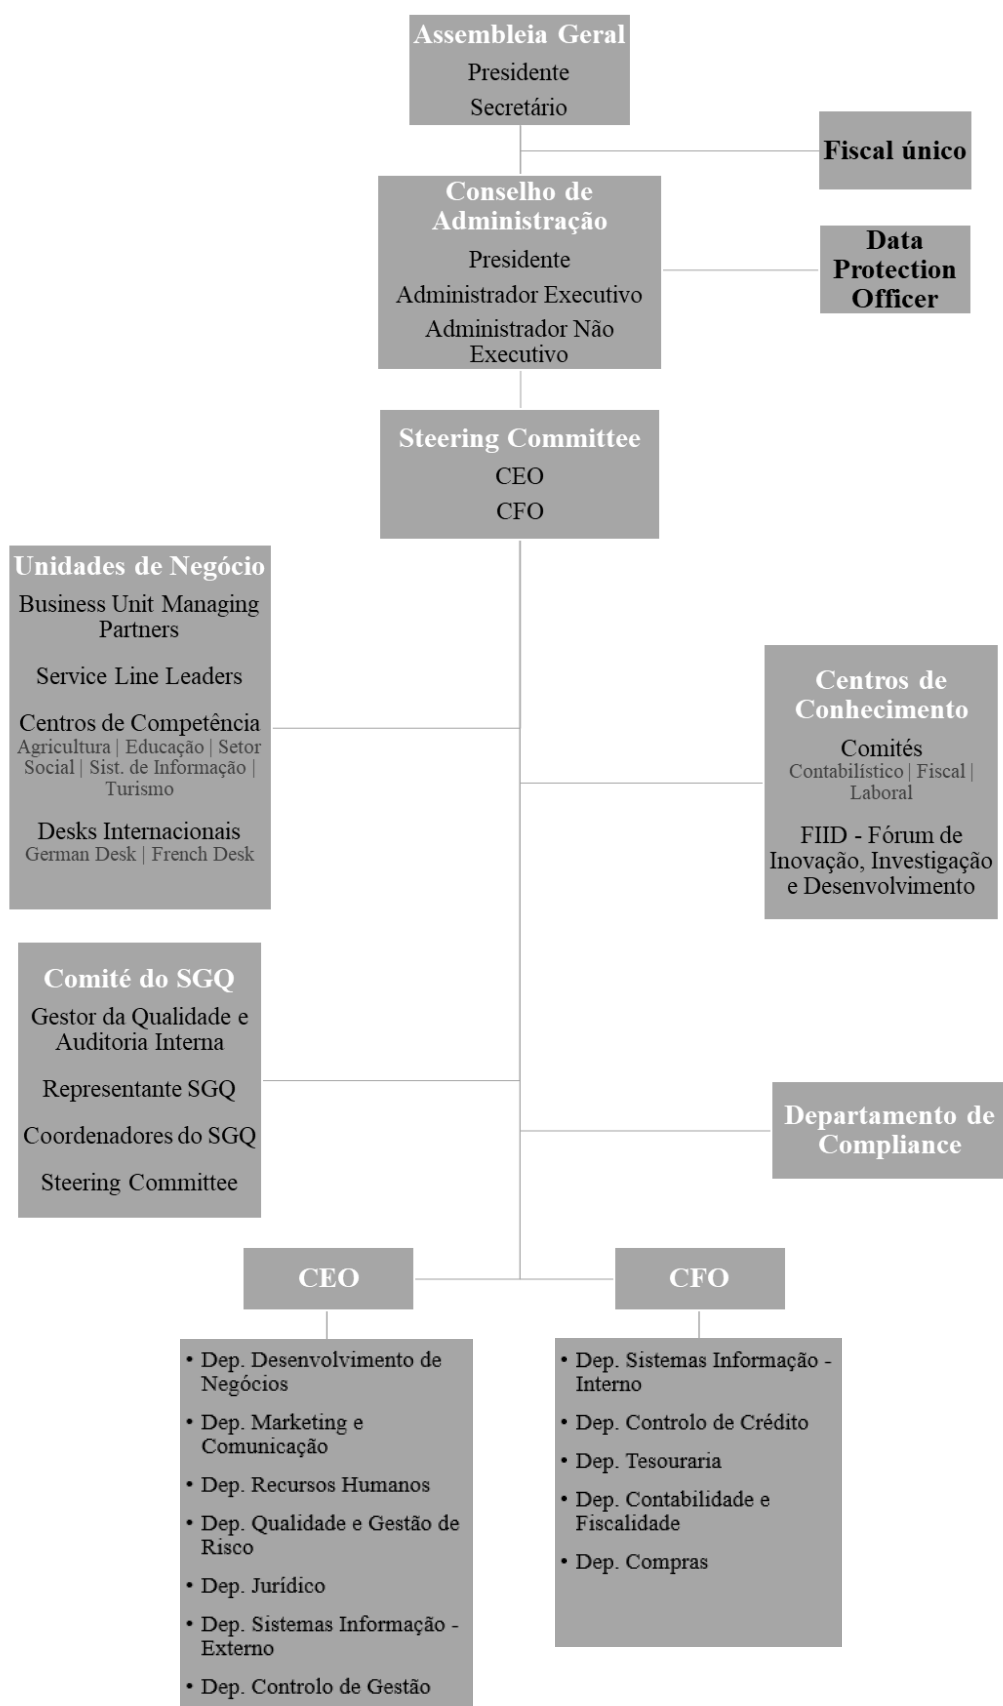 Assembleia Geral
Presidente
Secretário
Fiscal único
Conselho de
Administração
Presidente
Administrador Executivo
Administrador Não
Executivo
Data
Protection
Officer
Steering Committee
CEO
CFO
Unidades de Negócio
Business Unit Managing
Partners
Service Line Leaders
Centros de Competência
Agricultura | Educação | Setor
Social | Sist. de Informação |
Turismo
Desks Internacionais
German Desk | French Desk
Centros de
Conhecimento
Comités
Contabilístico | Fiscal |
Laboral
FIID - Fórum de
Inovação, Investigação
e Desenvolvimento
Comité do SGQ
Gestor da Qualidade e
Auditoria Interna
Representante SGQ
Coordenadores do SGQ
Steering Committee
Departamento de
Compliance
CEO
• Dep. Desenvolvimento de
Negócios
• Dep. Marketing e
Comunicação
• Dep. Recursos Humanos
• Dep. Qualidade e Gestão de
Risco
• Dep. Jurídico
• Dep. Sistemas Informação -
Externo
• Dep. Controlo de Gestão
CFO
• Dep. Sistemas Informação -
Interno
• Dep. Controlo de Crédito
• Dep. Tesouraria
• Dep. Contabilidade e
Fiscalidade
• Dep. Compras